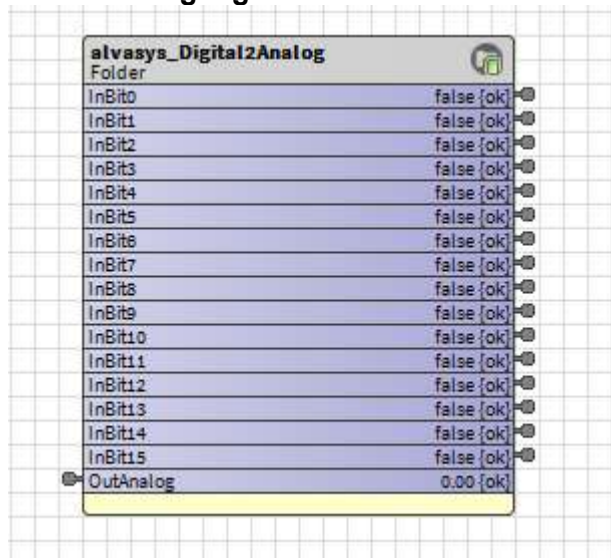 alvasys_Digital2Analog
Folder
InBit0 false {ok}
InBit1 false {ok}
InBit2 false {ok}
InBit3 false {ok}
InBit4 false {ok}
InBit5 false {ok}
InBit6 false {ok}
InBit7 false {ok}
InBit8 false {ok}
InBit9 false {ok}
InBit10 false {ok}
InBit11 false {ok}
InBit12 false {ok}
InBit13 false {ok}
InBit14 false {ok}
InBit15 false {ok}
OutAnalog 0.00 {ok}